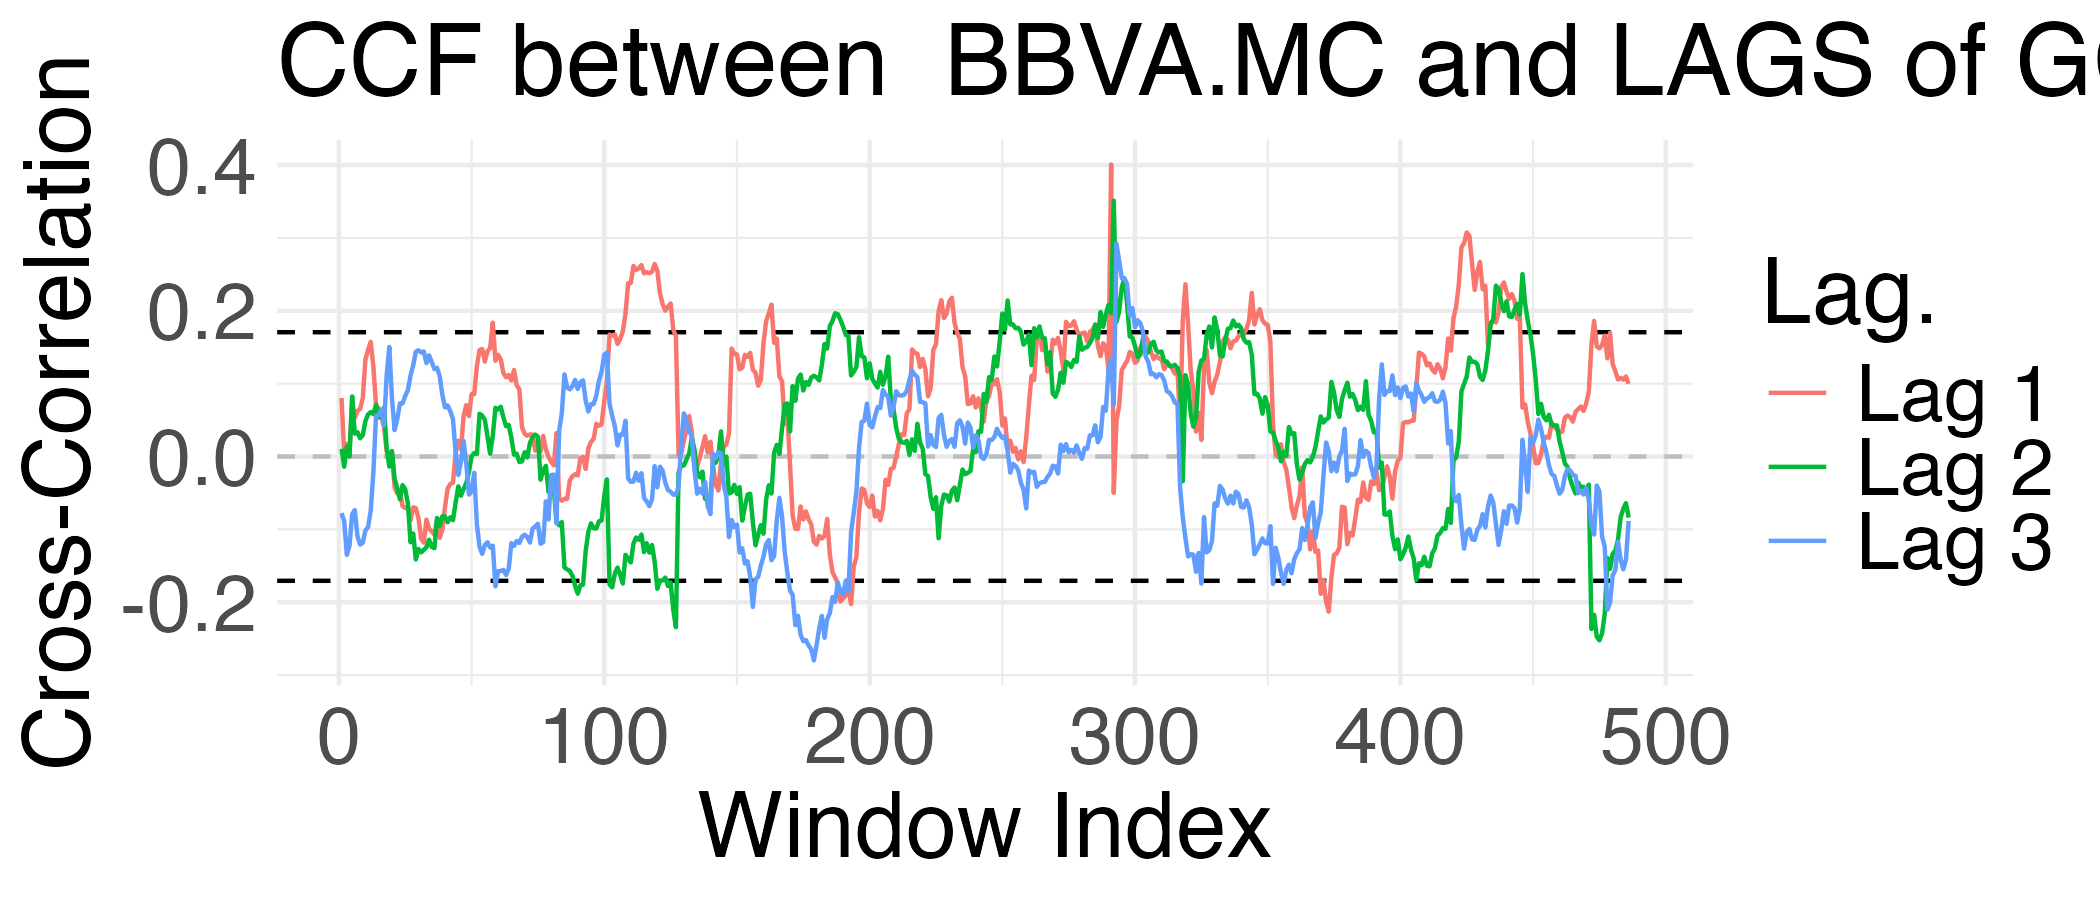 CCF between BBVA.MC and LAGS of
Cross-Correlation
0.4
0.2
0.0
-0.2
0
100
200
300
400
500
Window Index
Lag.
Lag 1
Lag 2
Lag 3